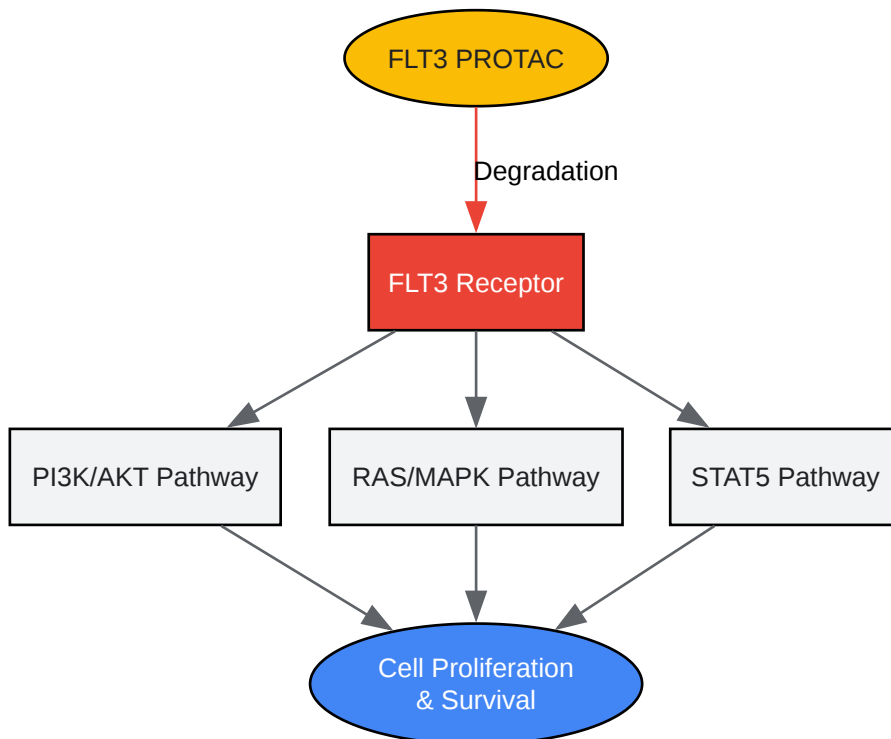 FLT3 PROTAC
Degradation
FLT3 Receptor
PI3K/AKT Pathway
RAS/MAPK Pathway
STAT5 Pathway
Cell Proliferation
& Survival